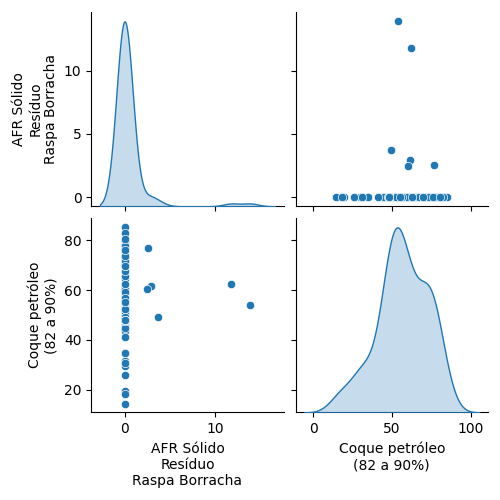 AFR Sólido
Resíduo
Raspa Borracha
10
5
0
Coque petróleo
(82 a 90%)
80
60
40
20
0
10
AFR Sólido
Resíduo
Raspa Borracha
0
50
100
Coque petróleo
(82 a 90%)